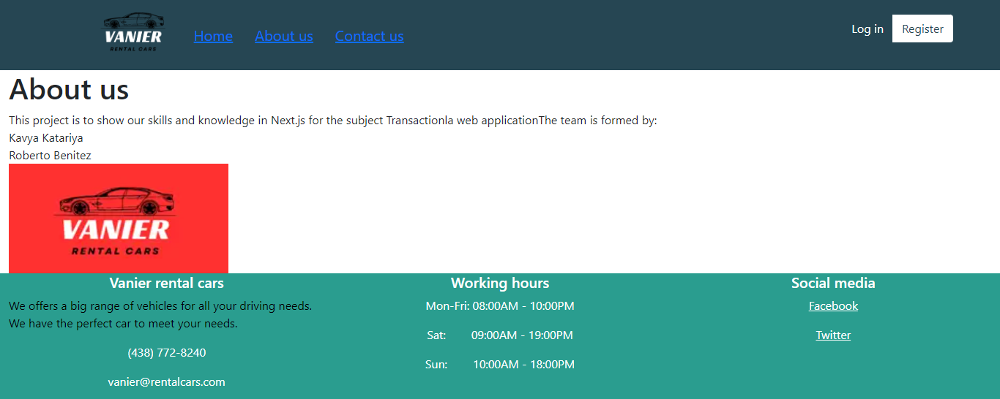 VANIER
RENTAL CARS
Home
About us
Contact us
Log in
Register
About us
This project is to show our skills and knowledge in Next.js for the subject Transactionla web applicationThe team is formed by:
Kavya Katariya
Roberto Benitez
VANIER
RENTAL CARS
Vanier rental cars
We offers a big range of vehicles for all your driving needs.
We have the perfect car to meet your needs.
(438) 772-8240
vanier@rentalcars.com
Working hours
Mon-Fri: 08:00AM - 10:00PM
Sat: 09:00AM - 19:00PM
Sun: 10:00AM - 18:00PM
Social media
Facebook
Twitter